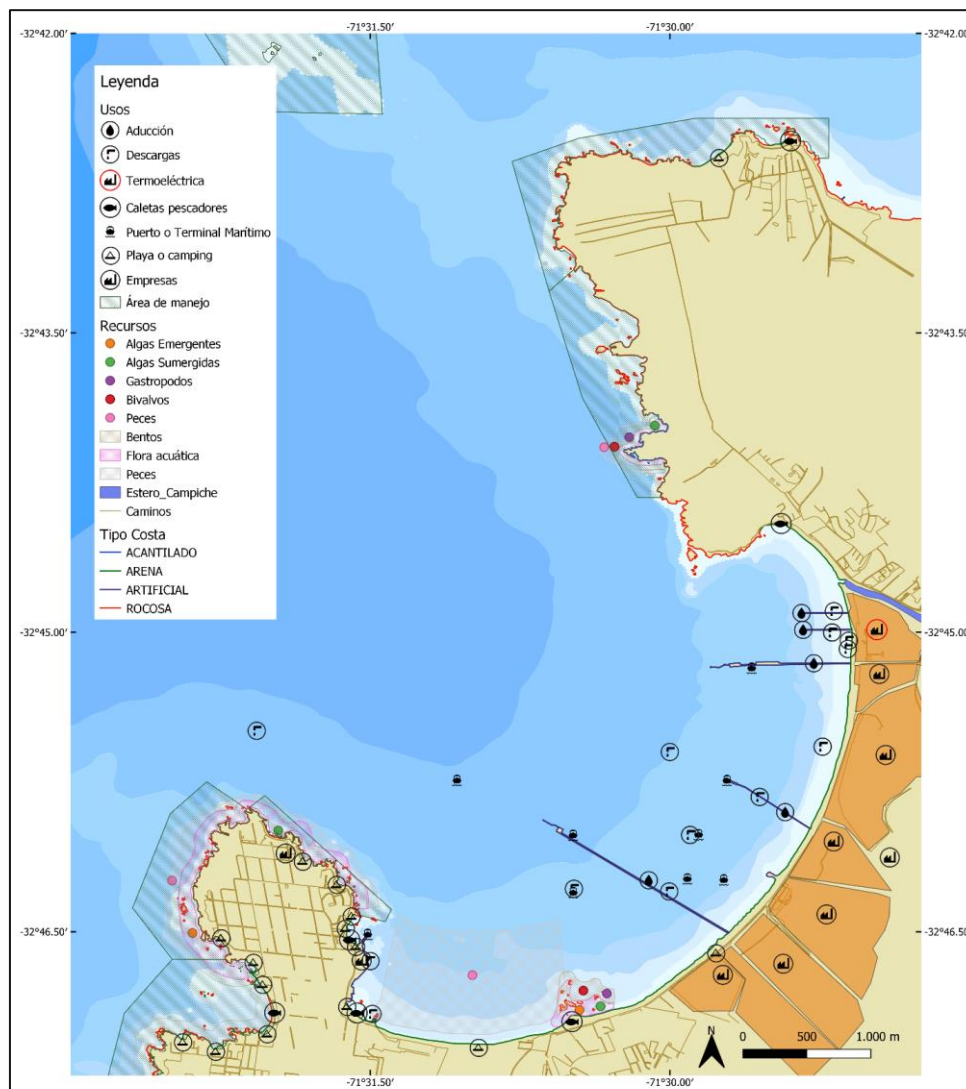 -71°31.50'
-71°30.00'
-32°42.00'
-32°42.00'
Leyenda
Usos
Aducción
Descargas
Termoeléctrica
Caletas pescadores
Puerto o Terminal Marítimo
Playa o camping
Empresas
Área de manejo
Recursos
Algas Emergentes
Algas Sumergidas
Gastropodos
Bivalvos
Peces
Bentos
Flora acuática
Peces
Estero_Campiche
Caminos
Tipo Costa
ACANTILADO
ARENA
ARTIFICIAL
ROCOSA
-32°43.50'
-32°43.50'
-32°45.00'
-32°45.00'
-32°46.50'
-32°46.50'
N
0 500 1.000 m
-71°31.50'
-71°30.00'